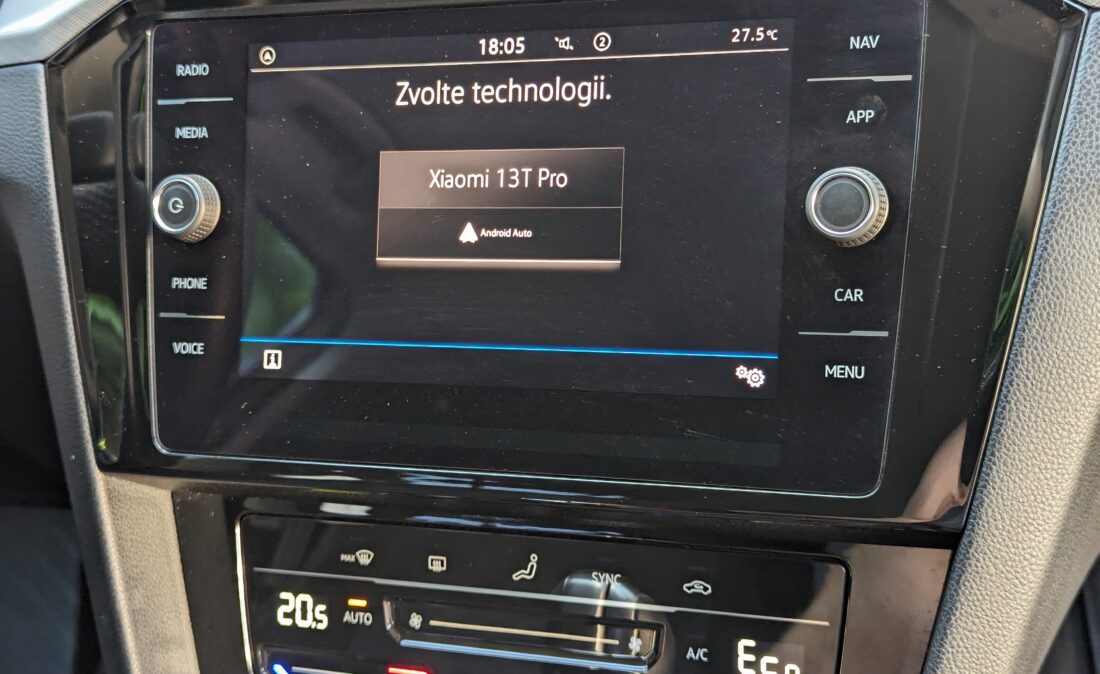 18:05
2
27.5°C
Zvolte technologii.
Xiaomi 13T Pro
Android Auto
RADIO
MEDIA
PHONE
VOICE
NAV
APP
CAR
MENU
MAX
SYNC
20.5
AUTO
A/C